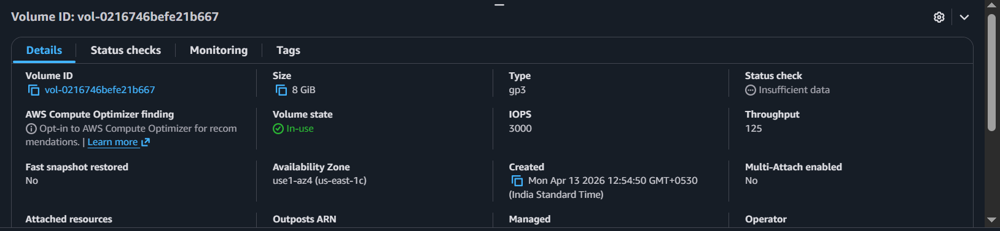 Volume ID: vol-0216746befe21b667
Details
Status checks
Monitoring
Tags
Volume ID
vol-0216746befe21b667
Size
8 GiB
Type
gp3
Status check
Insufficient data
AWS Compute Optimizer finding
Opt-in to AWS Compute Optimizer for recom
mendations. | Learn more
Volume state
In-use
IOPS
3000
Throughput
125
Fast snapshot restored
No
Availability Zone
use1-az4 (us-east-1c)
Created
Mon Apr 13 2026 12:54:50 GMT+0530
(India Standard Time)
Multi-Attach enabled
No
Attached resources
Outposts ARN
Managed
Operator